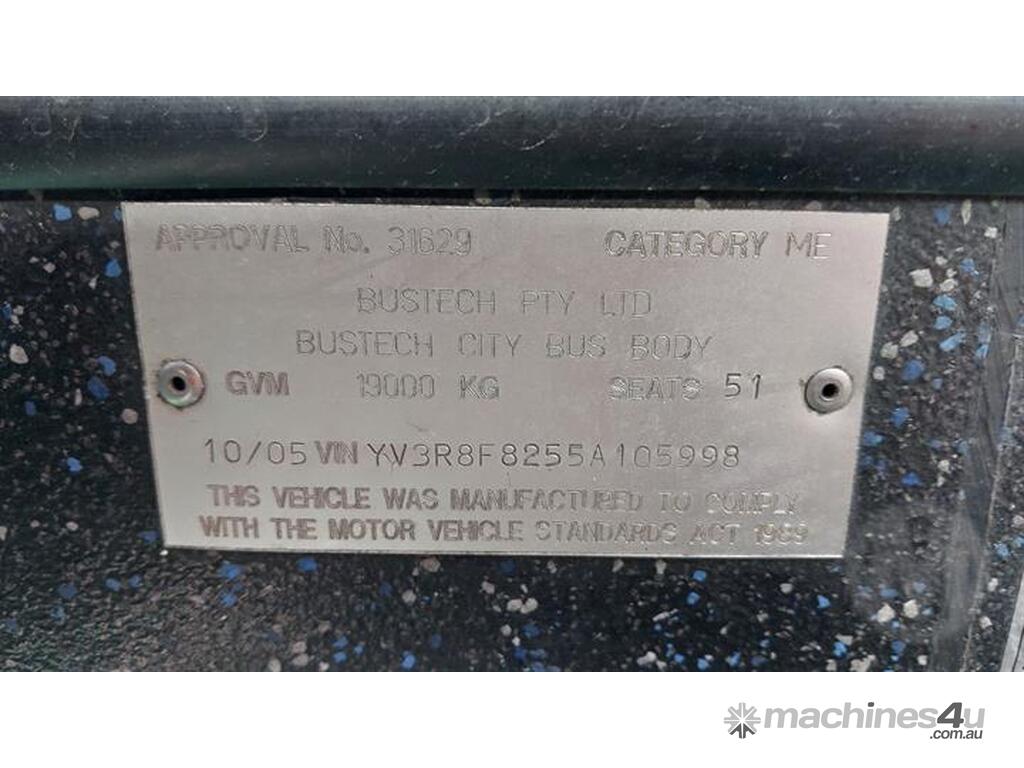 APPROVAL No. 31629 CATEGORY ME
BUSTECH PTY LTD
BUSTECH CITY BUS BODY
GVM 19000 KG SEATS 51
10/05 VIN YV3R8F8255A105998
THIS VEHICLE WAS MANUFACTURED TO COMPLY
WITH THE MOTOR VEHICLE STANDARDS ACT 1989
machines4u
.com.au